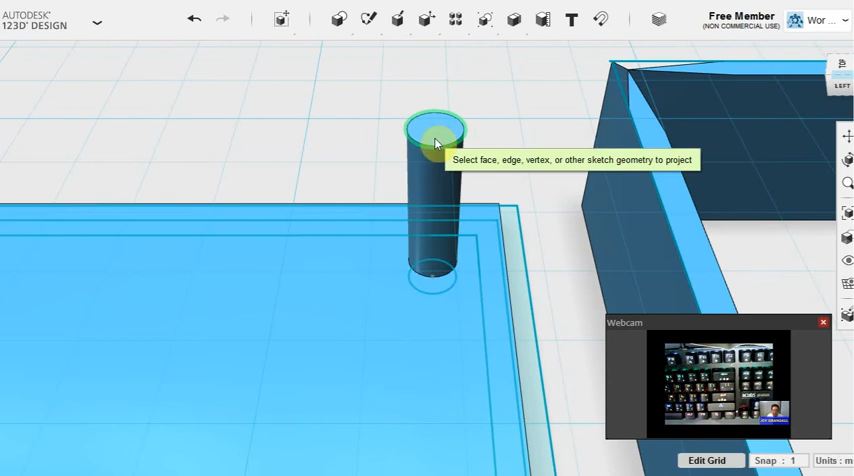 AUTODESK®
123D® DESIGN
T
Free Member
(NON COMMERCIAL USE)
Wor ...
LEFT
Select face, edge, vertex, or other sketch geometry to project
Webcam
Edit Grid
Snap : 1
Units : m